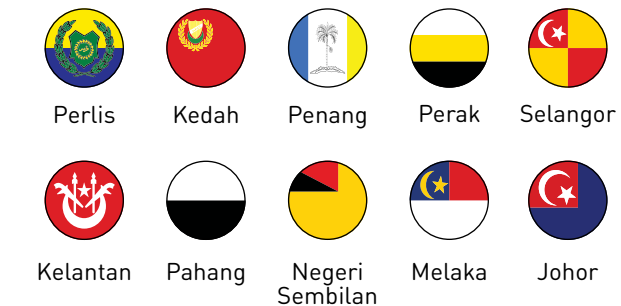 Perlis
Kedah
Penang
Perak
Selangor
Kelantan
Pahang
Negeri
Sembilan
Melaka
Johor